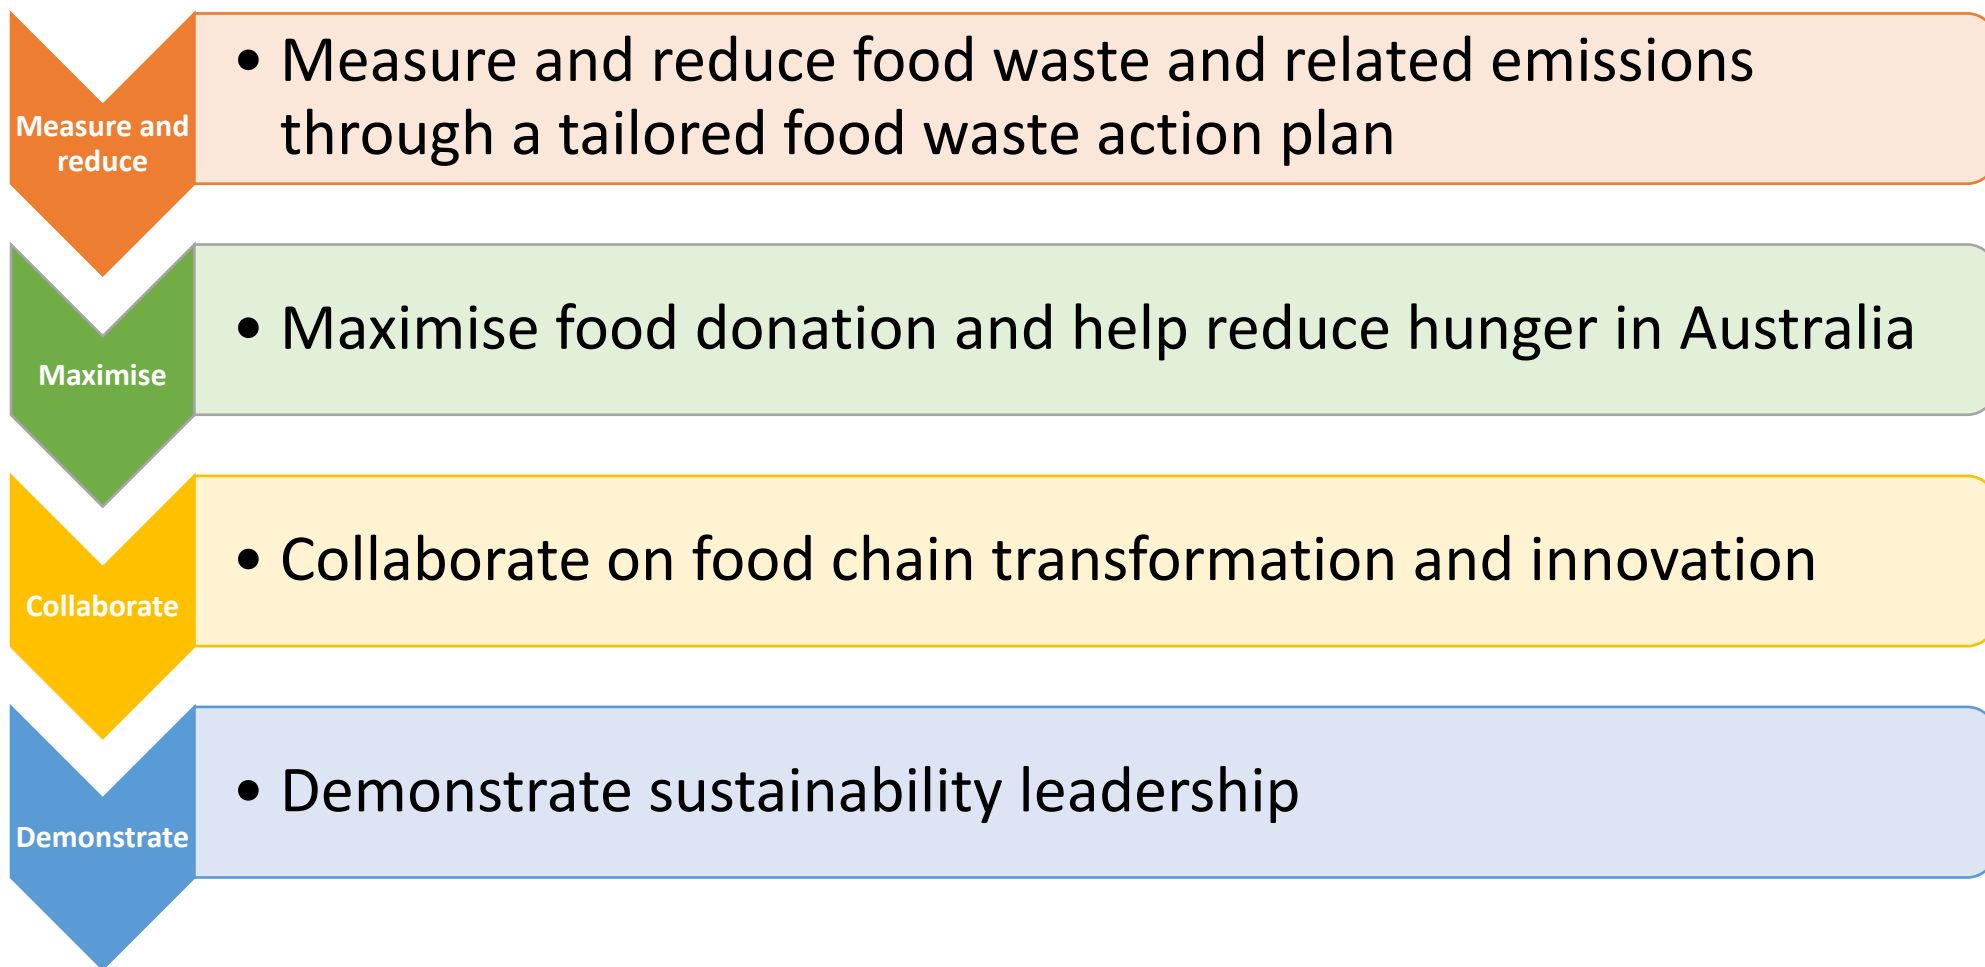 Measure and
reduce
• Measure and reduce food waste and related emissions
through a tailored food waste action plan
Maximise
• Maximise food donation and help reduce hunger in Australia
Collaborate
• Collaborate on food chain transformation and innovation
Demonstrate
• Demonstrate sustainability leadership